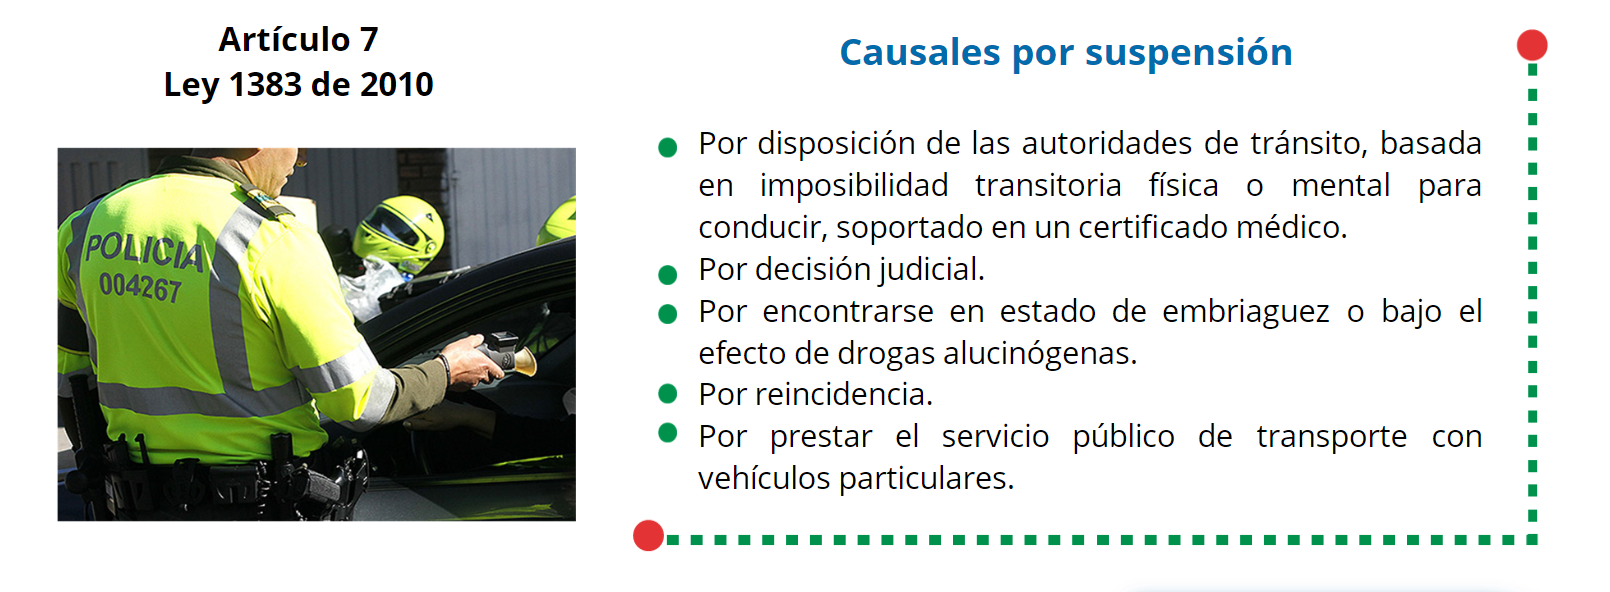 Artículo 7
Ley 1383 de 2010
POLICIA
004267
Causales por suspensión
Por disposición de las autoridades de tránsito, basada
en imposibilidad transitoria física o mental para
conducir, soportado en un certificado médico.
Por decisión judicial.
Por encontrarse en estado de embriaguez o bajo el
efecto de drogas alucinógenas.
Por reincidencia.
Por prestar el servicio público de transporte con
vehículos particulares.